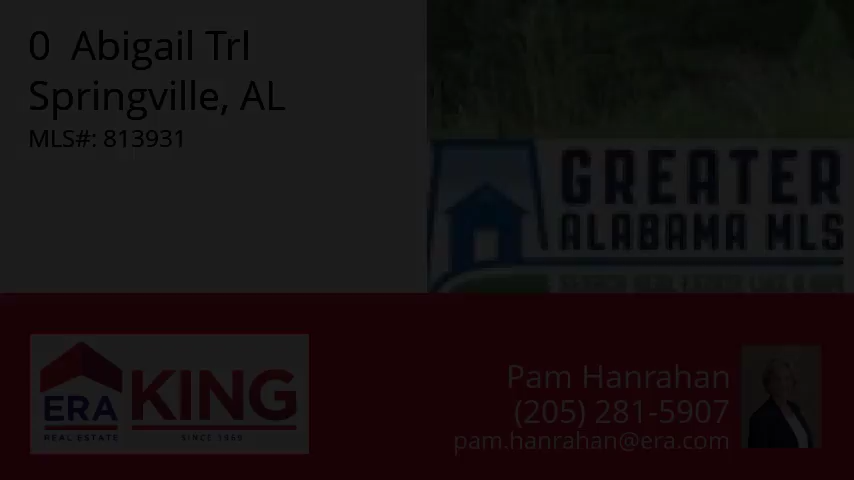 0 Abigail Trl
Springville, AL
MLS#: 813931
GREATER
ALABAMA MLS
ERA KING
REAL ESTATE SINCE 1969
Pam Hanrahan
(205) 281-5907
pam.hanrahan@era.com